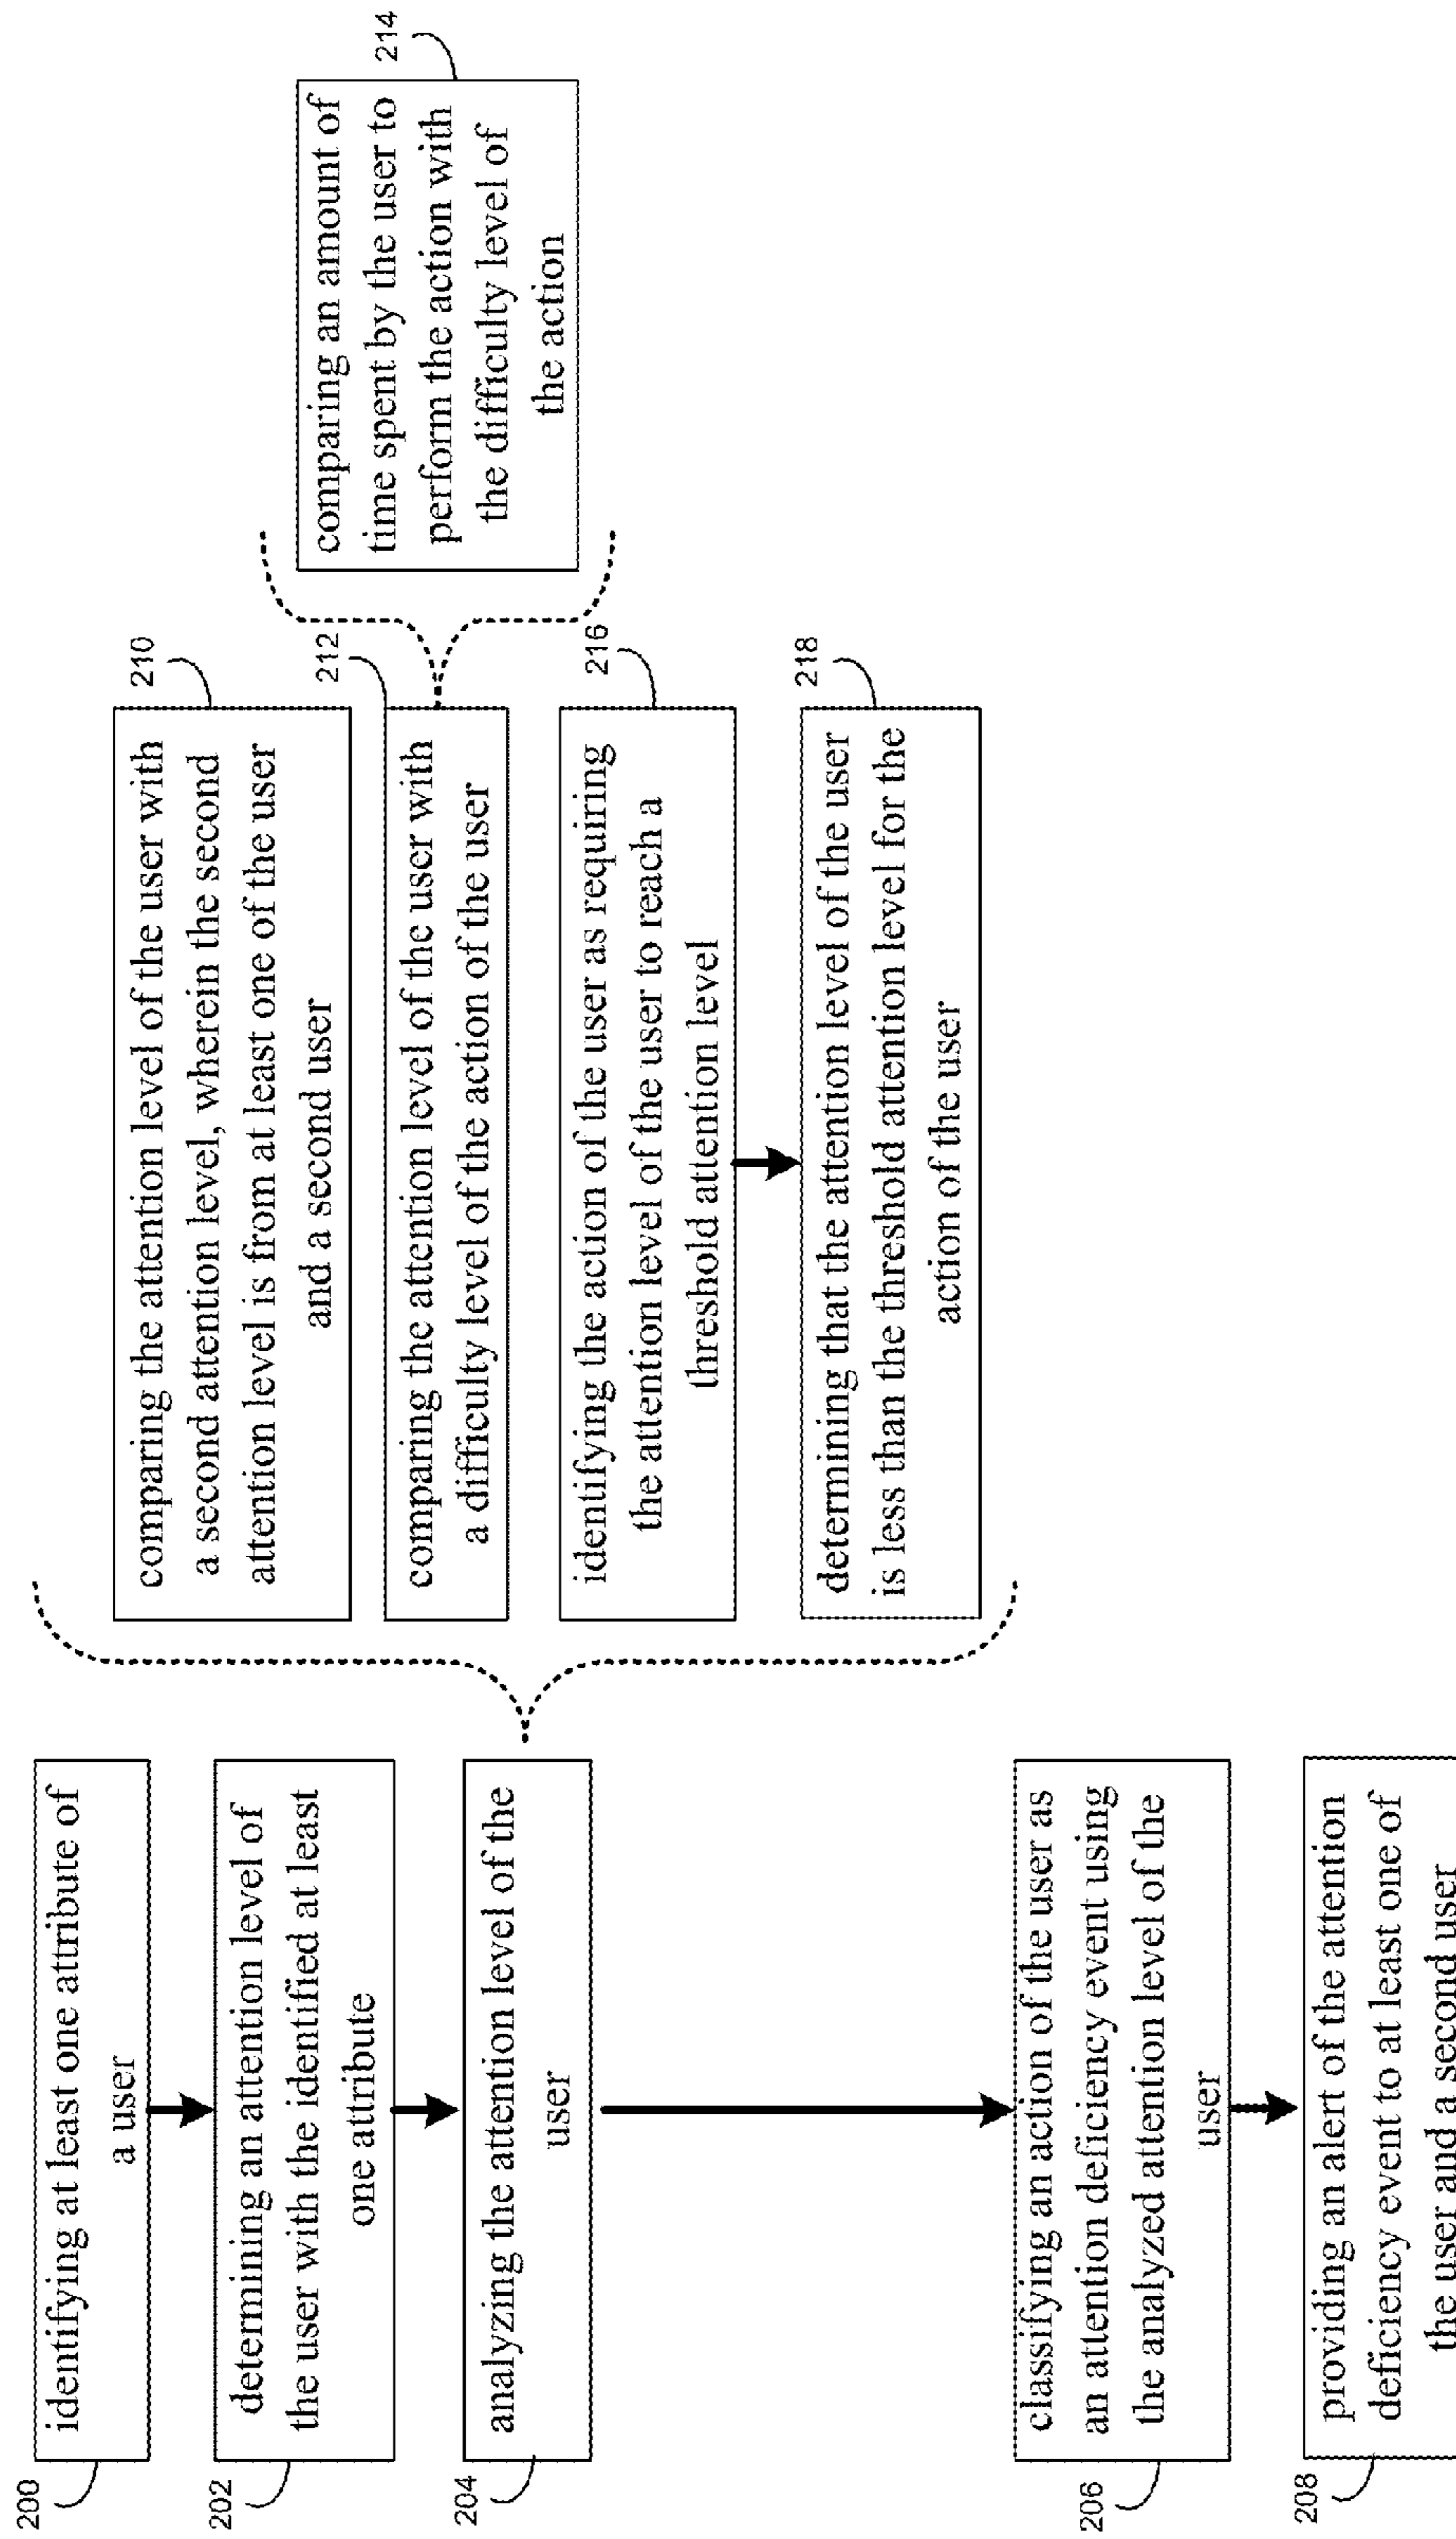 200
identifying at least one attribute of
a user
202
determining an attention level of
the user with the identified at least
one attribute
204
analyzing the attention level of the
user
206
classifying an action of the user as
an attention deficiency event using
the analyzed attention level of the
user
208
providing an alert of the attention
deficiency event to at least one of
the user and a second user
210
comparing the attention level of the user with
a second attention level, wherein the second
attention level is from at least one of the user
and a second user
212
comparing the attention level of the user with
a difficulty level of the action of the user
214
comparing an amount of
time spent by the user to
perform the action with
the difficulty level of
the action
216
identifying the action of the user as requiring
the attention level of the user to reach a
threshold attention level
218
determining that the attention level of the user
is less than the threshold attention level for the
action of the user